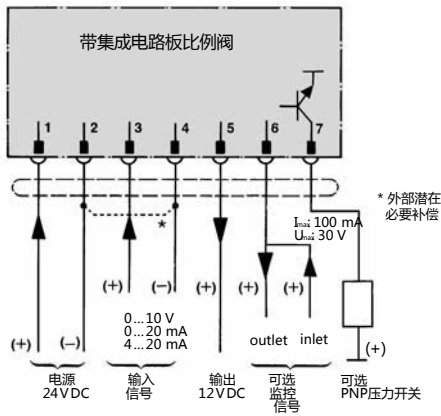 带集成电路板比例阀
1 2 3 4 5 6 7
* 外部潜在
必要补偿
*
Imax: 100 mA
Umax: 30 V
(+) (−) (+) (+) (+)
0...10 V
0...20 mA
4...20 mA
(+) (−) outlet inlet (+)
电源
24VDC
输入
信号
输出
12VDC
可选
监控
信号
可选
PNP压力开关